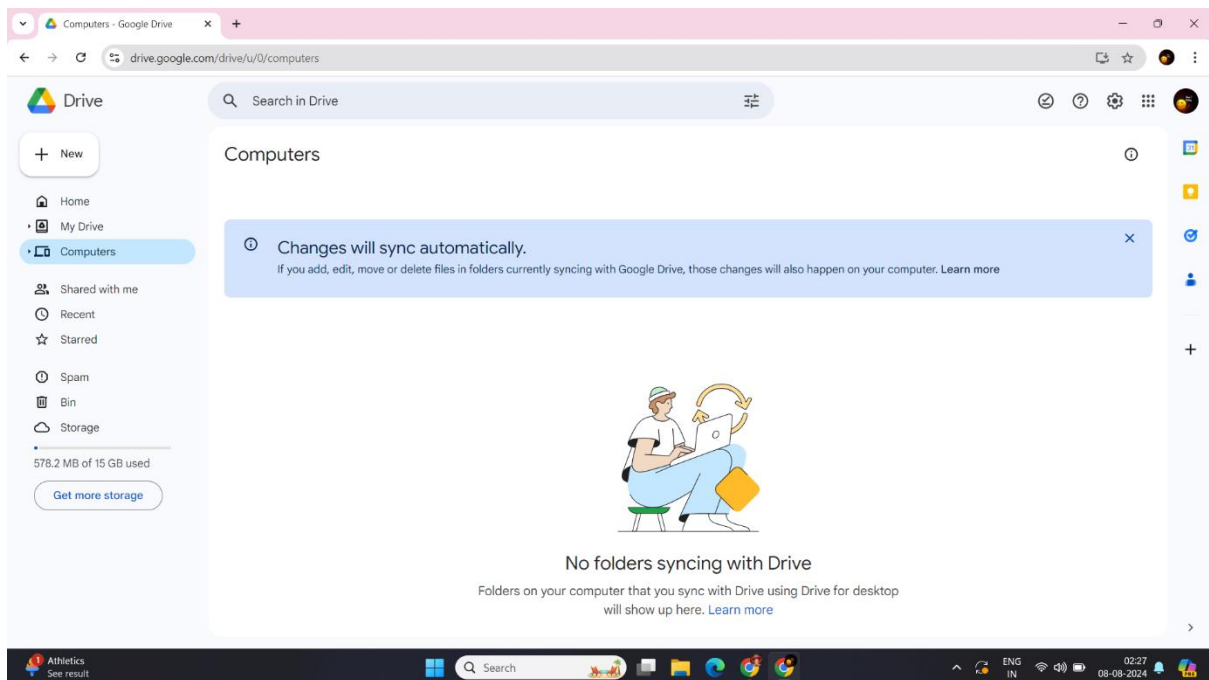 Computers - Google Drive
drive.google.com/drive/u/0/computers
Drive
Search in Drive
New
Computers
Home
My Drive
Computers
Shared with me
Recent
Starred
Spam
Bin
Storage
578.2 MB of 15 GB used
Get more storage
Changes will sync automatically.
If you add, edit, move or delete files in folders currently syncing with Google Drive, those changes will also happen on your computer. Learn more
No folders syncing with Drive
Folders on your computer that you sync with Drive using Drive for desktop
will show up here. Learn more
31
1
Athletics
See result
Search
ENG
IN
02:27
08-08-2024
PRE